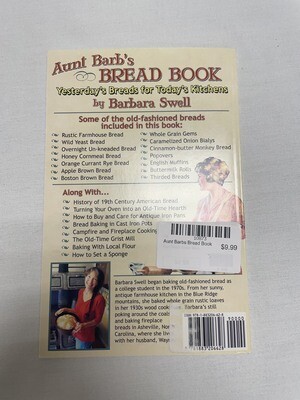 Aunt Barb's
BREAD BOOK
Yesterday's Breads for Today's Kitchens
by Barbara Swell
Some of the old-fashioned breads
included in this book:
Rustic Farmhouse Bread
Wild Yeast Bread
Overnight Un-kneaded Bread
Honey Cornmeal Bread
Orange Currant Rye Bread
Apple Brown Bread
Boston Brown Bread
Whole Grain Gems
Caramelized Onion Bialys
Cinnamon-butter Monkey Bread
Popovers
English Muffins
Buttermilk Rolls
Thirded Breads
Along With...
History of 19th Century American Bread
Turning Your Oven into an Old-Time Hearth
How to Buy and Care for Antique Iron Pans
Bread Baking in Cast Iron Pots
Campfire and Fireplace Cooking
The Old-Time Grist Mill
Baking With Local Flour
How to Set a Sponge
Aunt Barbs Bread Book
$9.99
Barbara Swell began baking old-fashioned bread as
a college student in the 1970s. From her sunny,
antique farmhouse kitchen in the Blue Ridge
mountains, she baked whole grain rustic loaves
in her 1930s wood cook
Barbara's still
poking around the coals
and baking fireplace
breads in Asheville, Nor
Carolina, where she liv
with her husband, Way
90000